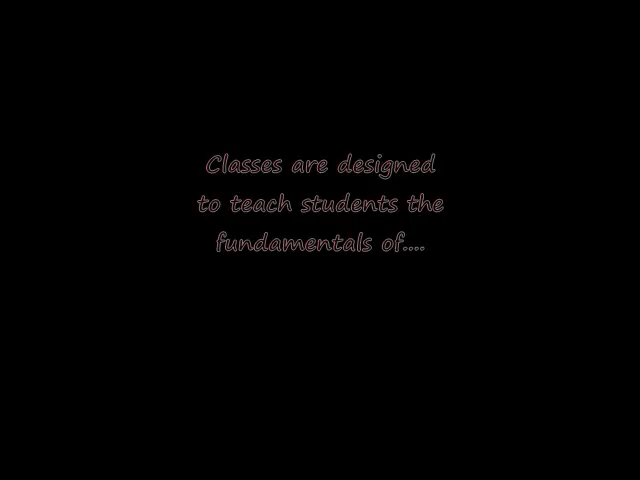 Classes are designed
to teach students the
fundamentals of....